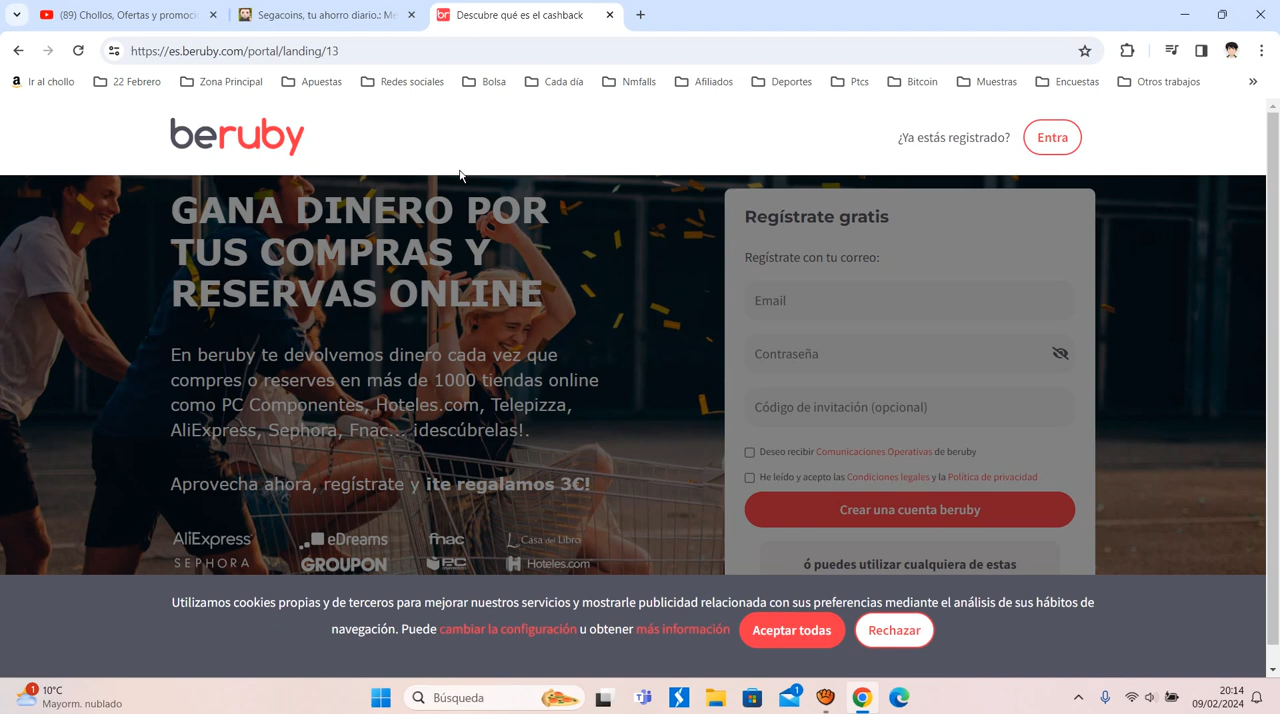 (89) Chollos, Ofertas y promoci
Segacoins, tu ahorro diario.: Me
Descubre qué es el cashback
https://es.beruby.com/portal/landing/13
Ir al chollo
22 Febrero
Zona Principal
Apuestas
Redes sociales
Bolsa
Cada día
Nmfalls
Afiliados
Deportes
Ptcs
Bitcoin
Muestras
Encuestas
Otros trabajos
beruby
¿Ya estás registrado?
Entra
GANA DINERO POR
TUS COMPRAS Y
RESERVAS ONLINE
En beruby te devolvemos dinero cada vez que
compres o reserves en más de 1000 tiendas online
como PC Componentes, Hoteles.com, Telepizza,
AliExpress, Sephora, Fnac... ¡descúbrelas!.
Aprovecha ahora, regístrate y ¡te regalamos 3€!
AliExpress
eDreams
fnac
Casa del Libro
SEPHORA
GROUPON
PC
Hoteles.com
Regístrate gratis
Regístrate con tu correo:
Email
Contraseña
Código de invitación (opcional)
Deseo recibir Comunicaciones Operativas de beruby
He leído y acepto las Condiciones legales y la Política de privacidad
Crear una cuenta beruby
ó puedes utilizar cualquiera de estas
Utilizamos cookies propias y de terceros para mejorar nuestros servicios y mostrarle publicidad relacionada con sus preferencias mediante el análisis de sus hábitos de
navegación. Puede cambiar la configuración u obtener más información
Aceptar todas
Rechazar
1
10°C
Mayorm. nublado
Búsqueda
1
20:14
09/02/2024